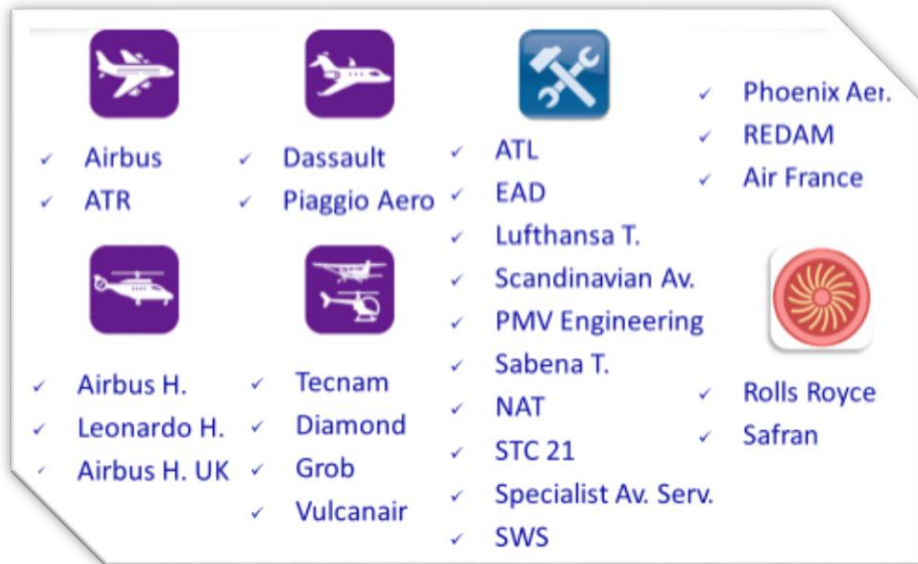 Airbus
ATR
Dassault
Piaggio Aero
Airbus H.
Leonardo H.
Airbus H. UK
Tecnam
Diamond
Grob
Vulcanair
ATL
EAD
Lufthansa T.
Scandinavian Av.
PMV Engineering
Sabena T.
NAT
STC 21
Specialist Av. Serv.
SWS
Phoenix Aer.
REDAM
Air France
Rolls Royce
Safran